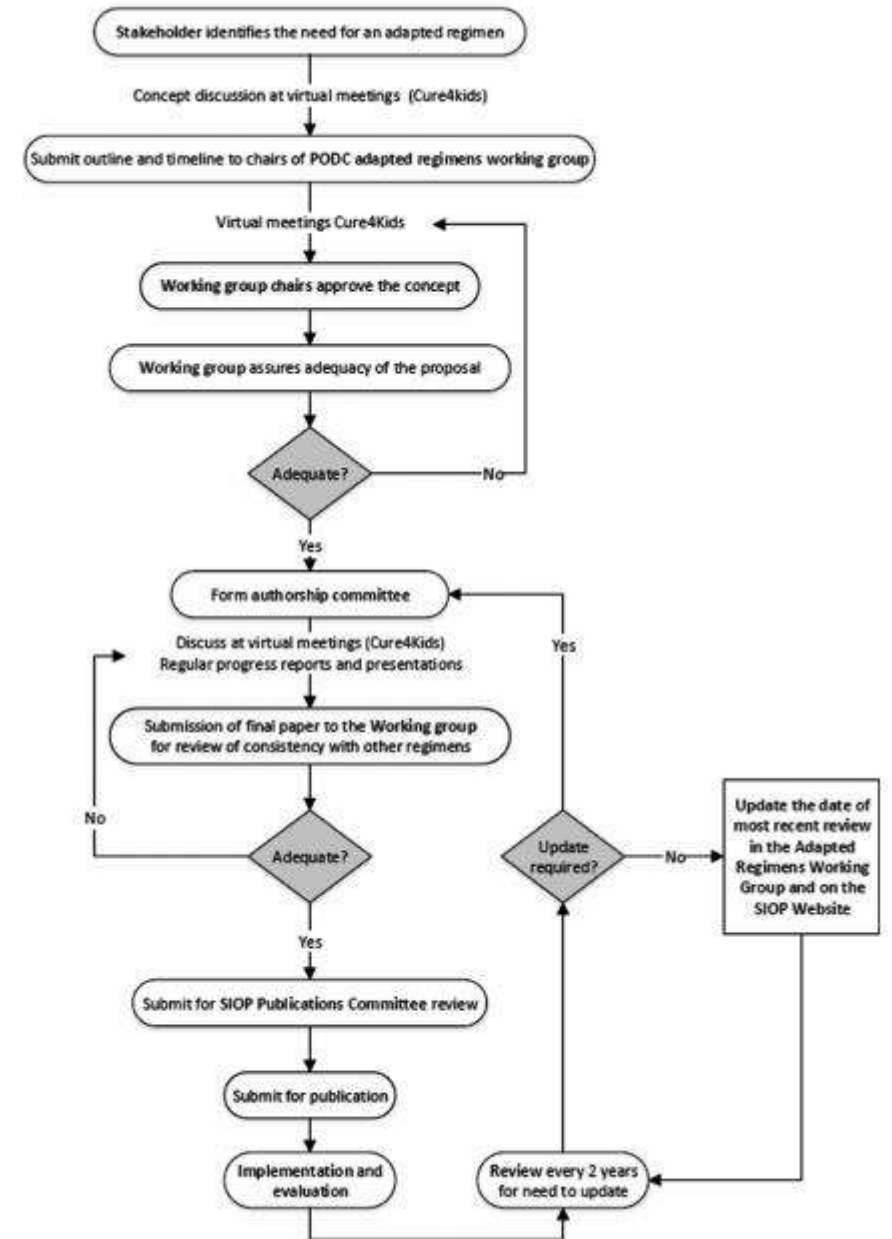 Stakeholder identifies the need for an adapted regimen
Concept discussion at virtual meetings (Cure4kids)
Submit outline and timeline to chairs of PODC adapted regimens working group
Virtual meetings Cure4Kids
Working group chairs approve the concept
Working group assures adequacy of the proposal
Adequate?
No
Yes
Form authorship committee
Discuss at virtual meetings (Cure4Kids)
Regular progress reports and presentations
Submission of final paper to the Working group
for review of consistency with other regimens
No
Adequate?
Yes
Submit for SIOP Publications Committee review
Submit for publication
Implementation and
evaluation
Review every 2 years
for need to update
Update
required?
Yes
No
Update the date of
most recent review
in the Adapted
Regimens Working
Group and on the
SIOP Website